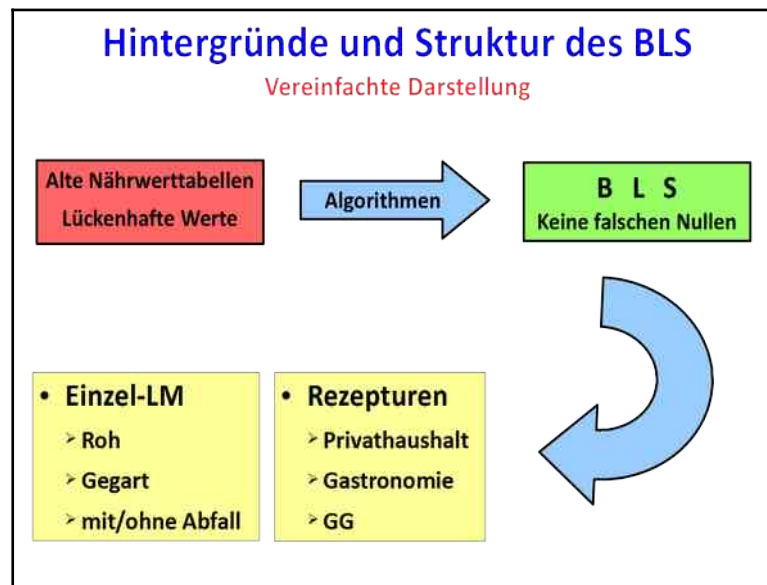 Hintergründe und Struktur des BLS
Vereinfachte Darstellung
Alte Nährwerttabellen
Lückenhafte Werte
Algorithmen
B L S
Keine falschen Nullen
• Einzel-LM
➢ Roh
➢ Gegart
➢ mit/ohne Abfall
• Rezepturen
➢ Privathaushalt
➢ Gastronomie
➢ GG